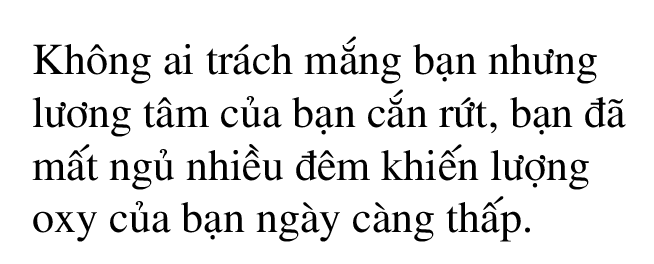 Không ai trách mắng bạn nhưng
lương tâm của bạn cắn rứt, bạn đã
mất ngủ nhiều đêm khiến lượng
oxy của bạn ngày càng thấp.